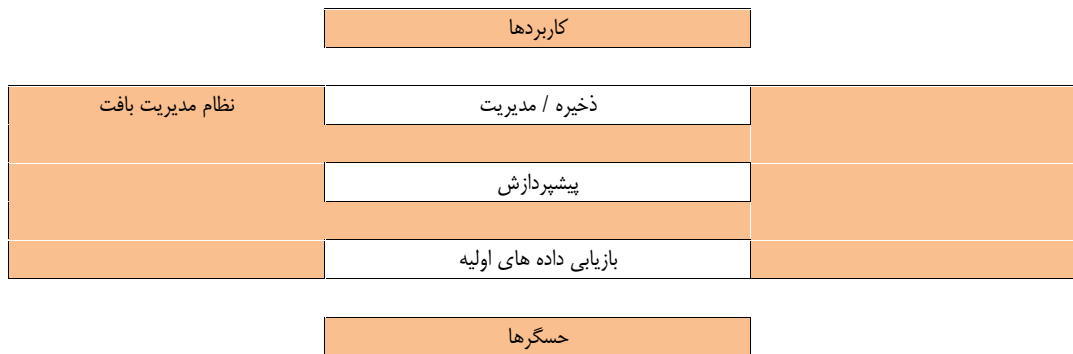 کاربردها
ذخیره / مدیریت
نظام مدیریت بافت
پیشپردازش
بازیابی داده های اولیه
حسگرها